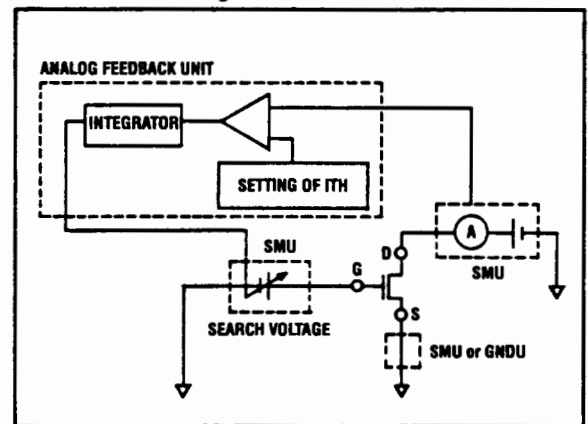 ANALOG FEEDBACK UNIT
INTEGRATOR
SETTING OF ITH
SMU
A
SMU
D
G
S
SEARCH VOLTAGE
SMU or GNDU